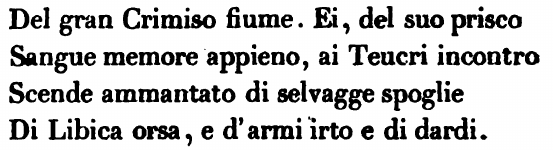 Del gran Crimiso fiume. Ei, del suo prisco
Sangue memore appieno, ai Teucri incontro
Scende ammantato di selvagge spoglie
Di Libica orsa, e d'armi irto e di dardi.